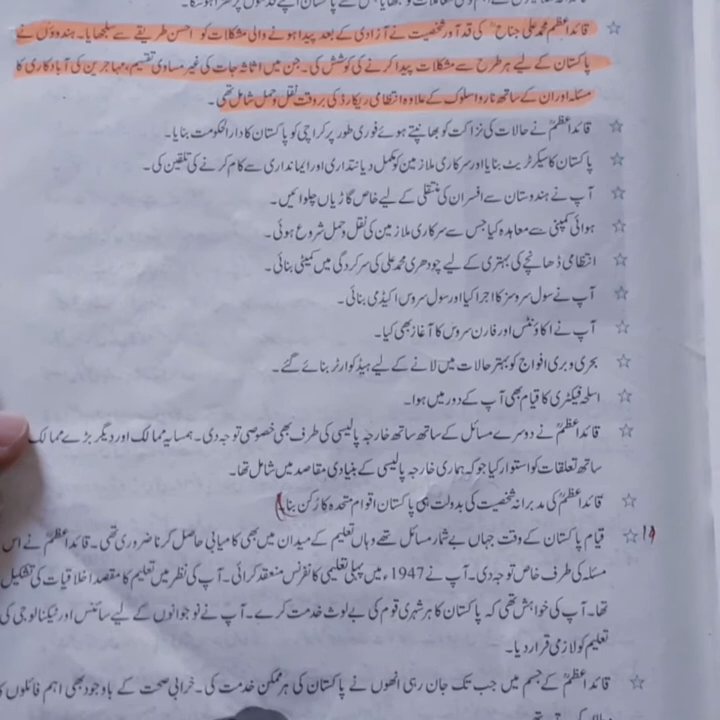 ☆ قائداعظم محمد علی جناحؒ کی قدآور شخصیت نے آزادی کے بعد پیدا ہونے والی مشکلات کو احسن طریقے سے سلجھایا۔ ہندوؤں نے
پاکستان کے لیے ہر طرح سے مشکلات پیدا کرنے کی کوشش کی۔ جن میں اثاثہ جات کی غیر مساوی تقسیم، مہاجرین کی آبادکاری کا
مسئلہ اور ان کے ساتھ ناروا سلوک کے علاوہ انتظامی ریکارڈ کی بروقت نقل و حمل شامل تھی۔
☆ قائداعظمؒ نے حالات کی نزاکت کو بھانپتے ہوئے فوری طور پر کراچی کو پاکستان کا دارالحکومت بنایا۔
☆ پاکستان کا سیکرٹریٹ بنایا اور سرکاری ملازمین کو مکمل دیانتداری اور ایمانداری سے کام کرنے کی تلقین کی۔
☆ آپ نے ہندوستان سے افسران کی منتقلی کے لیے خاص گاڑیاں چلوائیں۔
☆ ہوائی کمپنی سے معاہدہ کیا جس سے سرکاری ملازمین کی نقل و حمل شروع ہوئی۔
☆ انتظامی ڈھانچے کی بہتری کے لیے چودھری محمد علی کی سرکردگی میں کمیٹی بنائی۔
☆ آپ نے سول سروسز کا اجرا کیا اور سول سروس اکیڈمی بنائی۔
☆ آپ نے اکاؤنٹس اور فارن سروس کا آغاز بھی کیا۔
☆ بحری و بری افواج کو بہتر حالات میں لانے کے لیے ہیڈ کوارٹر بنائے گئے۔
☆ اسلحہ فیکٹری کا قیام بھی آپ کے دور میں ہوا۔
☆ قائداعظمؒ نے دوسرے مسائل کے ساتھ ساتھ خارجہ پالیسی کی طرف بھی خصوصی توجہ دی۔ ہمسایہ ممالک اور دیگر بڑے ممالک
ساتھ تعلقات کو استوار کیا جو کہ ہماری خارجہ پالیسی کے بنیادی مقاصد میں شامل تھا۔
☆ قائداعظمؒ کی مدبرانہ شخصیت کی بدولت ہی پاکستان اقوام متحدہ کا رُکن بنا۔
☆ قیام پاکستان کے وقت جہاں بے شمار مسائل تھے وہاں تعلیم کے میدان میں بھی کامیابی حاصل کرنا ضروری تھی۔ قائداعظمؒ نے اس
مسئلہ کی طرف خاص توجہ دی۔ آپ نے 1947ء میں پہلی تعلیمی کانفرنس منعقد کرائی۔ آپ کی نظر میں تعلیم کا مقصد اخلاقیات کی تشکیل
تھا۔ آپ کی خواہش تھی کہ پاکستان کا ہر شہری قوم کی بے لوث خدمت کرے۔ آپ نے نوجوانوں کے لیے سائنس اور ٹیکنالوجی کی
تعلیم کو لازمی قرار دیا۔
☆ قائداعظمؒ کے جسم میں جب تک جان رہی انھوں نے پاکستان کی ہر ممکن خدمت کی۔ خرابی صحت کے باوجود بھی اہم فائلوں کا